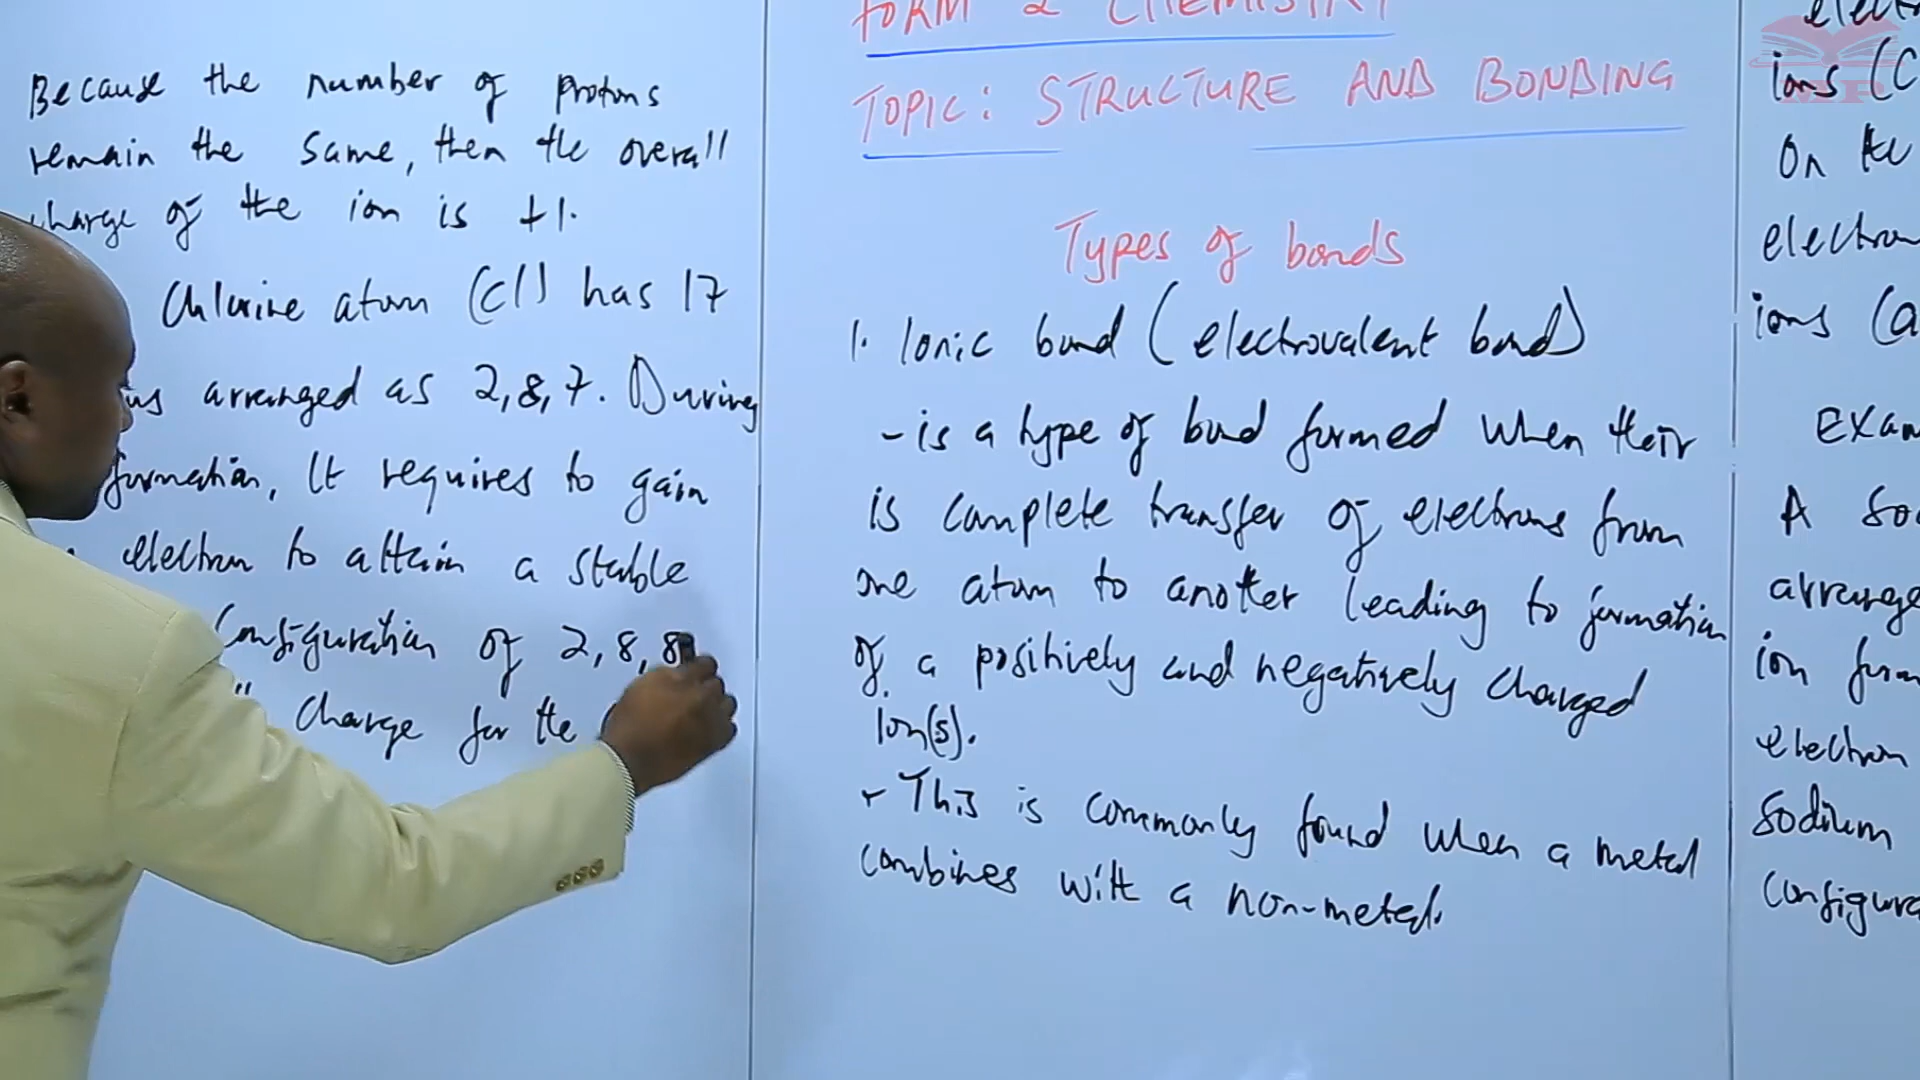 Because the number of protons
remain the same, then the overall
charge of the ion is +1.
Chlorine atom (Cl) has 17
arranged as 2,8,7. During
formation, It requires to gain
electron to attain a stable
configuration of 2,8,8
charge for the
FORM 2 CHEMISTRY
TOPIC: STRUCTURE AND BONDING
Types of bonds
1. Ionic bond (electrovalent bond)
- is a type of bond formed when their
is complete transfer of electrons from
one atom to another leading to formation
of a positively and negatively charged
Ion(s).
- This is commonly found when a metal
combines with a non-metal.
ions (C
On the
electron
ions (a
EXAM
A So
arrange
ion form
electron
Sodium
configura
MP